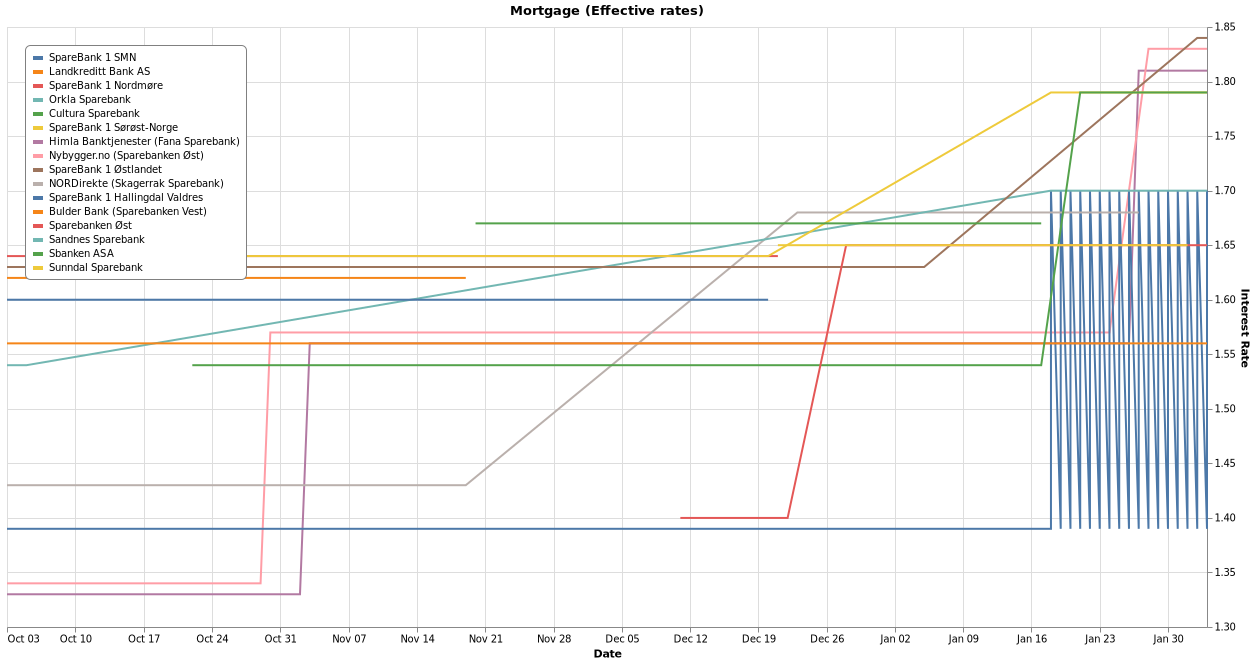 Mortgage (Effective rates)
SpareBank 1 SMN
Landkreditt Bank AS
SpareBank 1 Nordmøre
Orkla Sparebank
Cultura Sparebank
SpareBank 1 Sørøst-Norge
Himla Banktjenester (Fana Sparebank)
Nybygger.no (Sparebanken Øst)
SpareBank 1 Østlandet
NORDirekte (Skagerrak Sparebank)
SpareBank 1 Hallingdal Valdres
Bulder Bank (Sparebanken Vest)
Sparebanken Øst
Sandnes Sparebank
Sbanken ASA
Sunndal Sparebank
1.85
1.80
1.75
1.70
1.65
1.60
1.55
1.50
1.45
1.40
1.35
1.30
Interest Rate
Oct 03 Oct 10 Oct 17 Oct 24 Oct 31 Nov 07 Nov 14 Nov 21 Nov 28 Dec 05 Dec 12 Dec 19 Dec 26 Jan 02 Jan 09 Jan 16 Jan 23 Jan 30
Date